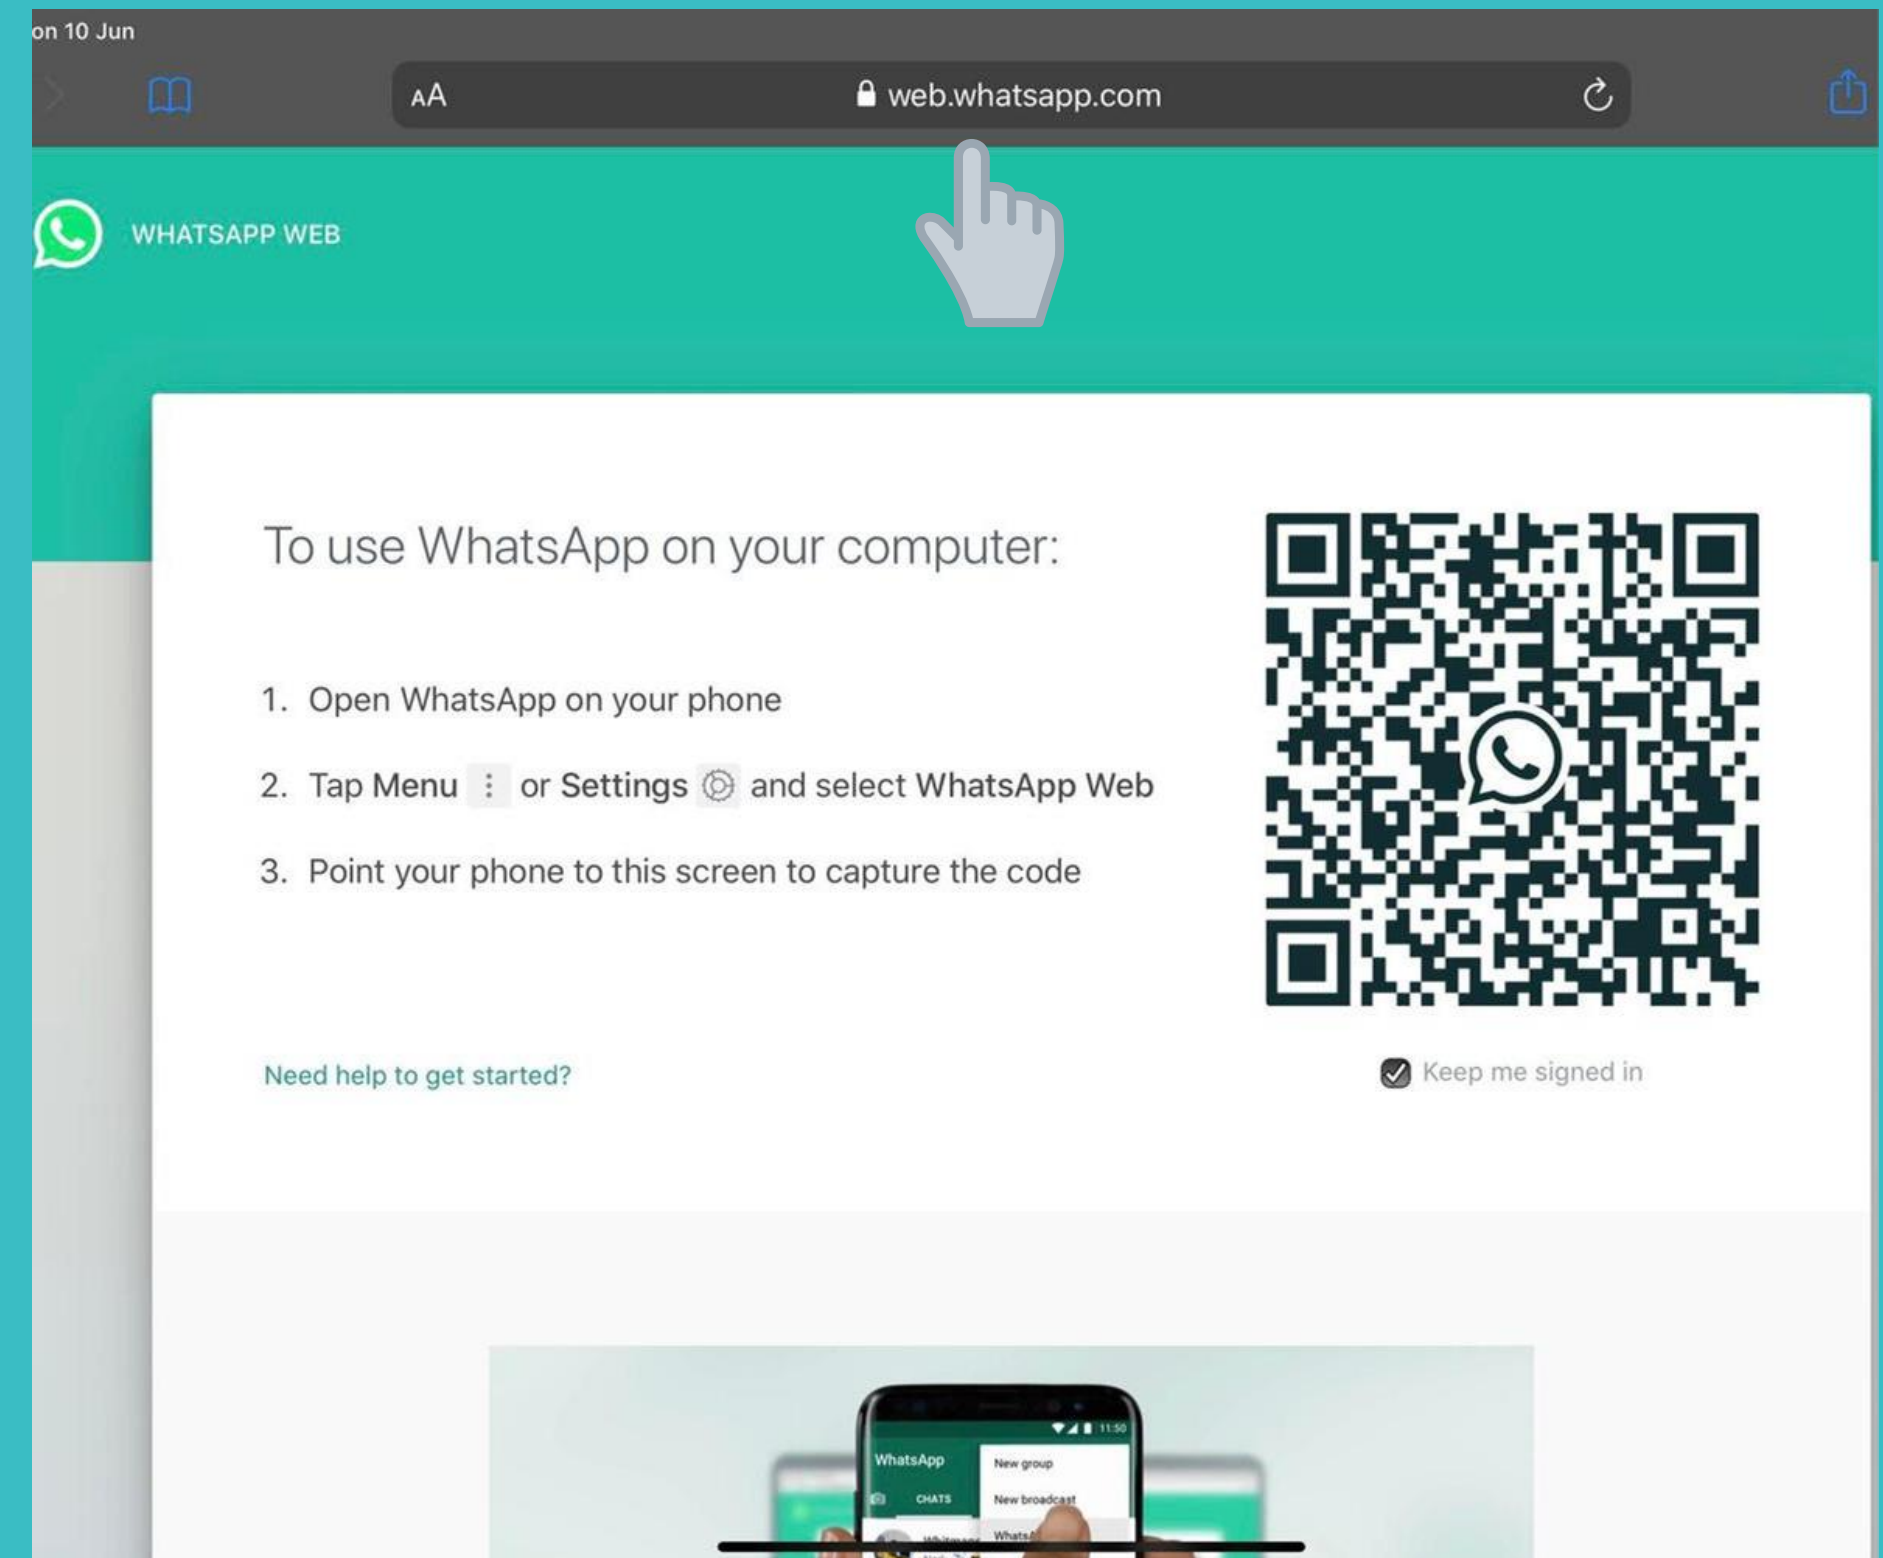 on 10 Jun
AA
web.whatsapp.com
WHATSAPP WEB
To use WhatsApp on your computer:
1. Open WhatsApp on your phone
2. Tap Menu or Settings and select WhatsApp Web
3. Point your phone to this screen to capture the code
Need help to get started?
Keep me signed in
11:50
WhatsApp
New group
CHATS
New broadcast